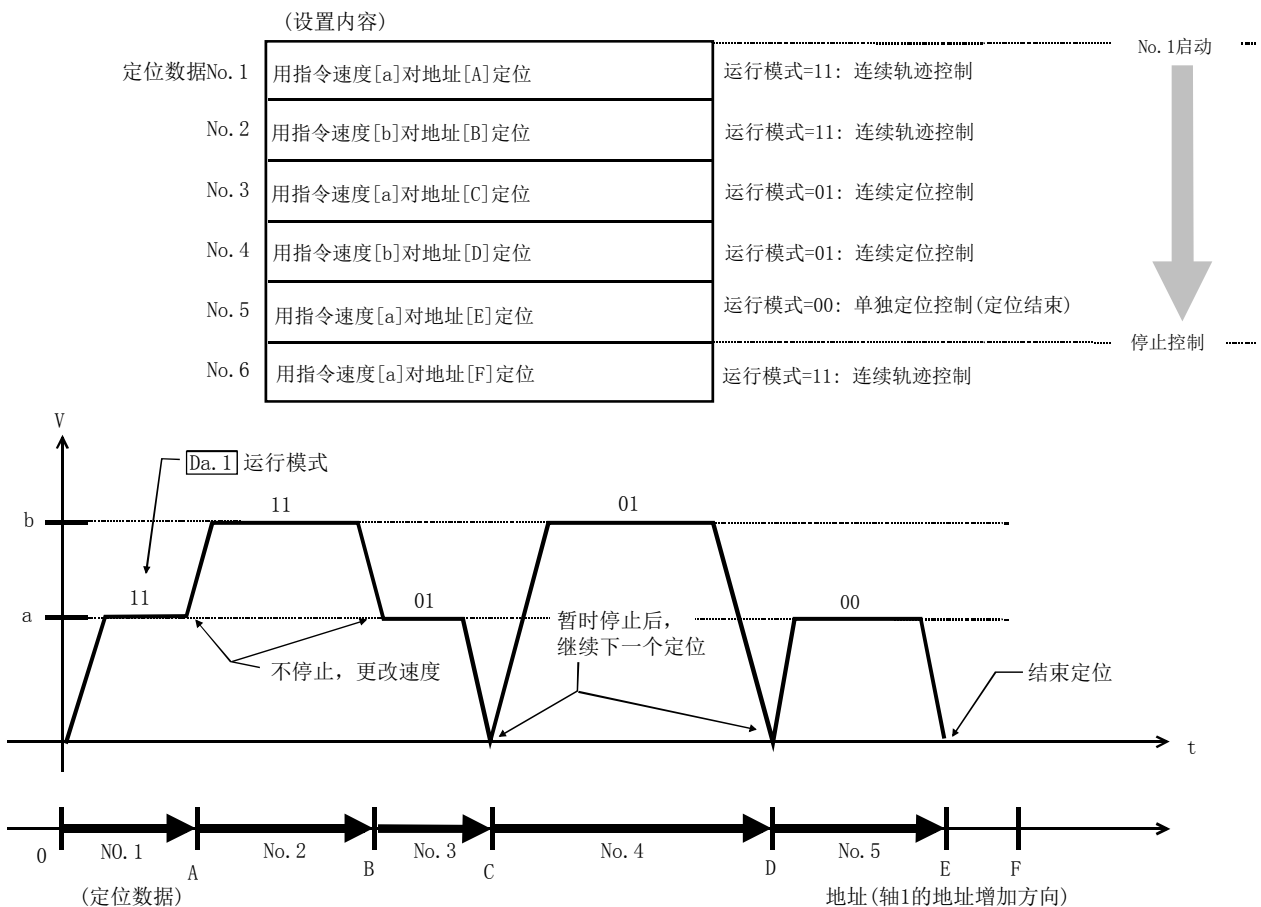 (设置内容)
No.1启动
定位数据No.1 用指令速度[a]对地址[A]定位 运行模式=11: 连续轨迹控制
No.2 用指令速度[b]对地址[B]定位 运行模式=11: 连续轨迹控制
No.3 用指令速度[a]对地址[C]定位 运行模式=01: 连续定位控制
No.4 用指令速度[b]对地址[D]定位 运行模式=01: 连续定位控制
No.5 用指令速度[a]对地址[E]定位 运行模式=00: 单独定位控制(定位结束)
停止控制
No.6 用指令速度[a]对地址[F]定位 运行模式=11: 连续轨迹控制
V
Da.1 运行模式
b
11
01
a
11
01
暂时停止后,
继续下一个定位
00
不停止, 更改速度
结束定位
t
0 NO.1 No.2 No.3 No.4 No.5
A B C D E F
(定位数据)
地址(轴1的地址增加方向)